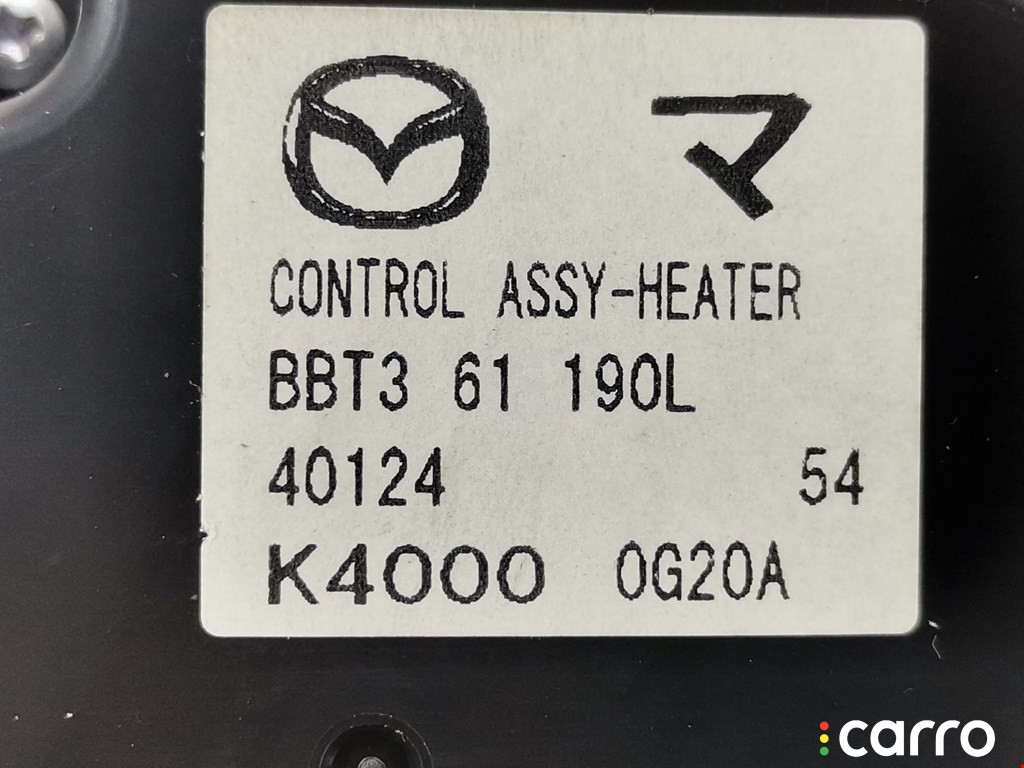 マ
CONTROL ASSY-HEATER
BBT3 61 190L
40124 54
K4000 0G20A
carro